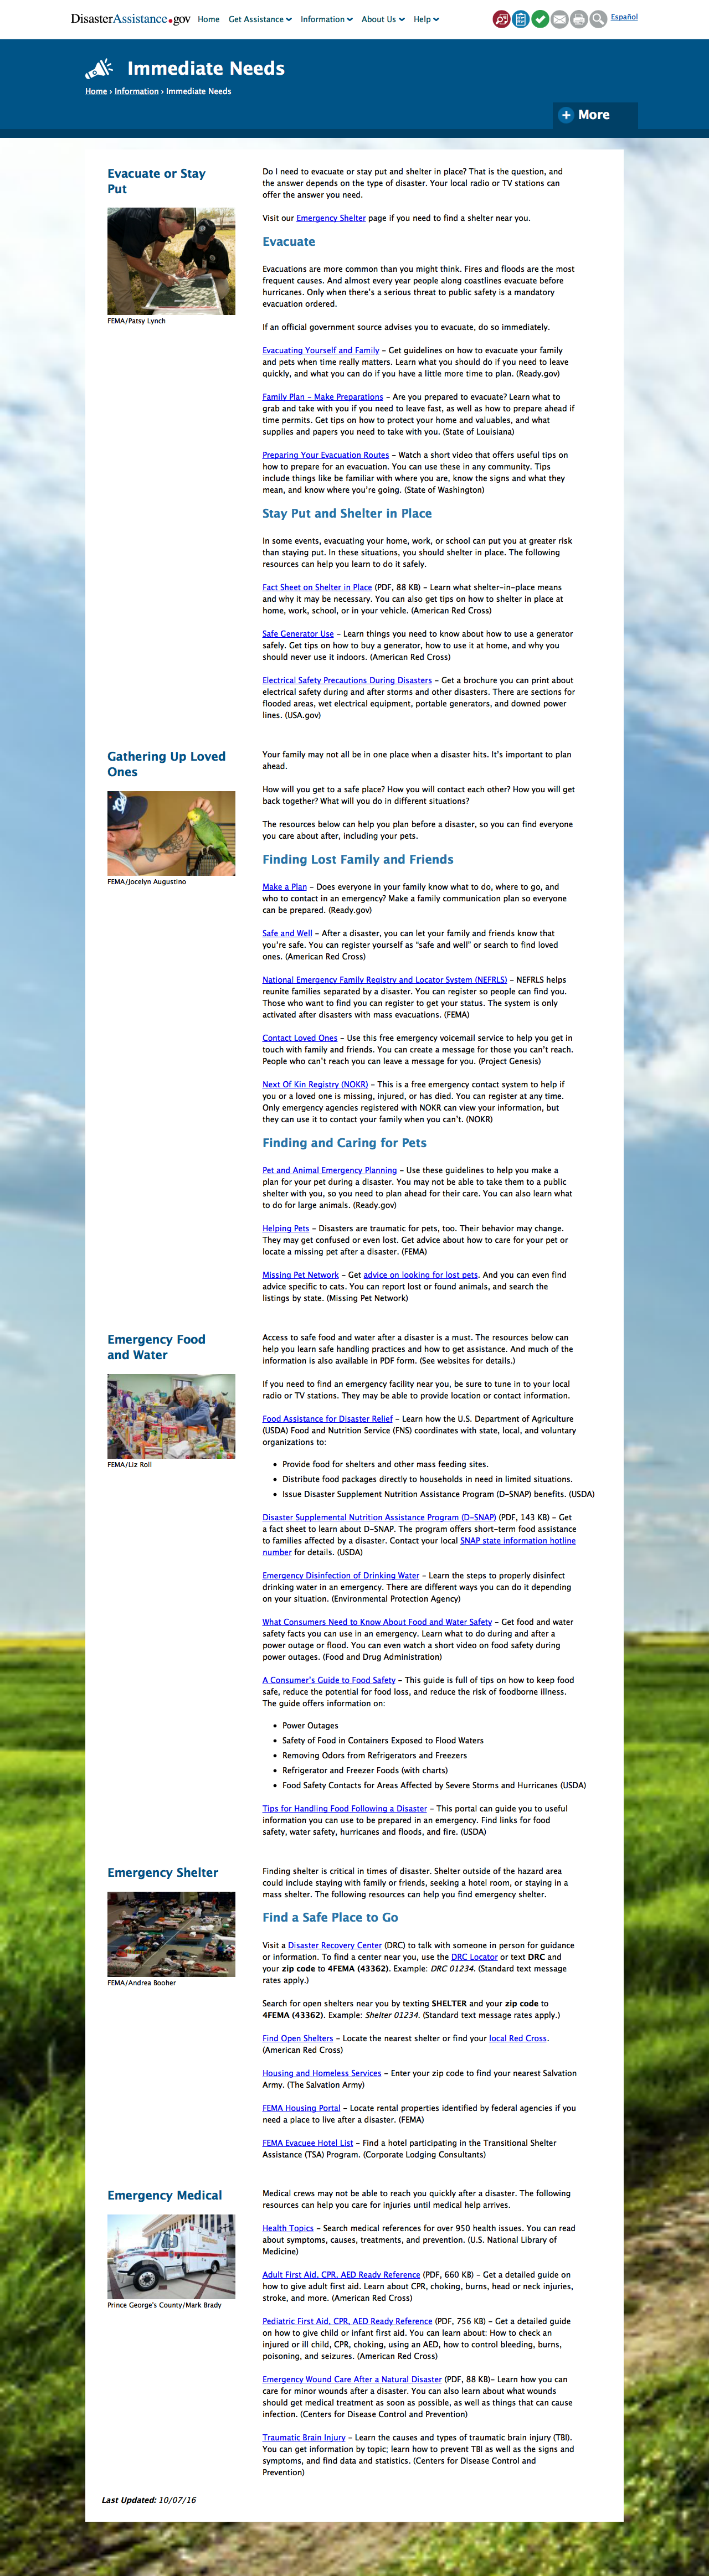 DisasterAssistance.gov Home Get Assistance Information About Us Help Español
Immediate Needs
Home › Information › Immediate Needs
+ More
Evacuate or Stay
Put
FEMA/Patsy Lynch
Do I need to evacuate or stay put and shelter in place? That is the question, and
the answer depends on the type of disaster. Your local radio or TV stations can
offer the answer you need.
Visit our Emergency Shelter page if you need to find a shelter near you.
Evacuate
Evacuations are more common than you might think. Fires and floods are the most
frequent causes. And almost every year people along coastlines evacuate before
hurricanes. Only when there's a serious threat to public safety is a mandatory
evacuation ordered.
If an official government source advises you to evacuate, do so immediately.
Evacuating Yourself and Family – Get guidelines on how to evacuate your family
and pets when time really matters. Learn what you should do if you need to leave
quickly, and what you can do if you have a little more time to plan. (Ready.gov)
Family Plan – Make Preparations – Are you prepared to evacuate? Learn what to
grab and take with you if you need to leave fast, as well as how to prepare ahead if
time permits. Get tips on how to protect your home and valuables, and what
supplies and papers you need to take with you. (State of Louisiana)
Preparing Your Evacuation Routes – Watch a short video that offers useful tips on
how to prepare for an evacuation. You can use these in any community. Tips
include things like be familiar with where you are, know the signs and what they
mean, and know where you're going. (State of Washington)
Stay Put and Shelter in Place
In some events, evacuating your home, work, or school can put you at greater risk
than staying put. In these situations, you should shelter in place. The following
resources can help you learn to do it safely.
Fact Sheet on Shelter in Place (PDF, 88 KB) – Learn what shelter-in-place means
and why it may be necessary. You can also get tips on how to shelter in place at
home, work, school, or in your vehicle. (American Red Cross)
Safe Generator Use – Learn things you need to know about how to use a generator
safely. Get tips on how to buy a generator, how to use it at home, and why you
should never use it indoors. (American Red Cross)
Electrical Safety Precautions During Disasters – Get a brochure you can print about
electrical safety during and after storms and other disasters. There are sections for
flooded areas, wet electrical equipment, portable generators, and downed power
lines. (USA.gov)
Gathering Up Loved
Ones
FEMA/Jocelyn Augustino
Your family may not all be in one place when a disaster hits. It's important to plan
ahead.
How will you get to a safe place? How you will contact each other? How you will get
back together? What will you do in different situations?
The resources below can help you plan before a disaster, so you can find everyone
you care about after, including your pets.
Finding Lost Family and Friends
Make a Plan – Does everyone in your family know what to do, where to go, and
who to contact in an emergency? Make a family communication plan so everyone
can be prepared. (Ready.gov)
Safe and Well – After a disaster, you can let your family and friends know that
you're safe. You can register yourself as “safe and well” or search to find loved
ones. (American Red Cross)
National Emergency Family Registry and Locator System (NEFRLS) – NEFRLS helps
reunite families separated by a disaster. You can register so people can find you.
Those who want to find you can register to get your status. The system is only
activated after disasters with mass evacuations. (FEMA)
Contact Loved Ones – Use this free emergency voicemail service to help you get in
touch with family and friends. You can create a message for those you can't reach.
People who can't reach you can leave a message for you. (Project Genesis)
Next Of Kin Registry (NOKR) – This is a free emergency contact system to help if
you or a loved one is missing, injured, or has died. You can register at any time.
Only emergency agencies registered with NOKR can view your information, but
they can use it to contact your family when you can't. (NOKR)
Finding and Caring for Pets
Pet and Animal Emergency Planning – Use these guidelines to help you make a
plan for your pet during a disaster. You may not be able to take them to a public
shelter with you, so you need to plan ahead for their care. You can also learn what
to do for large animals. (Ready.gov)
Helping Pets – Disasters are traumatic for pets, too. Their behavior may change.
They may get confused or even lost. Get advice about how to care for your pet or
locate a missing pet after a disaster. (FEMA)
Missing Pet Network – Get advice on looking for lost pets. And you can even find
advice specific to cats. You can report lost or found animals, and search the
listings by state. (Missing Pet Network)
Emergency Food
and Water
FEMA/Liz Roll
Access to safe food and water after a disaster is a must. The resources below can
help you learn safe handling practices and how to get assistance. And much of the
information is also available in PDF form. (See websites for details.)
If you need to find an emergency facility near you, be sure to tune in to your local
radio or TV stations. They may be able to provide location or contact information.
Food Assistance for Disaster Relief – Learn how the U.S. Department of Agriculture
(USDA) Food and Nutrition Service (FNS) coordinates with state, local, and voluntary
organizations to:
• Provide food for shelters and other mass feeding sites.
• Distribute food packages directly to households in need in limited situations.
• Issue Disaster Supplement Nutrition Assistance Program (D-SNAP) benefits. (USDA)
Disaster Supplemental Nutrition Assistance Program (D-SNAP) (PDF, 143 KB) – Get
a fact sheet to learn about D-SNAP. The program offers short-term food assistance
to families affected by a disaster. Contact your local SNAP state information hotline
number for details. (USDA)
Emergency Disinfection of Drinking Water – Learn the steps to properly disinfect
drinking water in an emergency. There are different ways you can do it depending
on your situation. (Environmental Protection Agency)
What Consumers Need to Know About Food and Water Safety – Get food and water
safety facts you can use in an emergency. Learn what to do during and after a
power outage or flood. You can even watch a short video on food safety during
power outages. (Food and Drug Administration)
A Consumer's Guide to Food Safety – This guide is full of tips on how to keep food
safe, reduce the potential for food loss, and reduce the risk of foodborne illness.
The guide offers information on:
• Power Outages
• Safety of Food in Containers Exposed to Flood Waters
• Removing Odors from Refrigerators and Freezers
• Refrigerator and Freezer Foods (with charts)
• Food Safety Contacts for Areas Affected by Severe Storms and Hurricanes (USDA)
Tips for Handling Food Following a Disaster – This portal can guide you to useful
information you can use to be prepared in an emergency. Find links for food
safety, water safety, hurricanes and floods, and fire. (USDA)
Emergency Shelter
FEMA/Andrea Booher
Finding shelter is critical in times of disaster. Shelter outside of the hazard area
could include staying with family or friends, seeking a hotel room, or staying in a
mass shelter. The following resources can help you find emergency shelter.
Find a Safe Place to Go
Visit a Disaster Recovery Center (DRC) to talk with someone in person for guidance
or information. To find a center near you, use the DRC Locator or text DRC and
your zip code to 4FEMA (43362). Example: DRC 01234. (Standard text message
rates apply.)
Search for open shelters near you by texting SHELTER and your zip code to
4FEMA (43362). Example: Shelter 01234. (Standard text message rates apply.)
Find Open Shelters – Locate the nearest shelter or find your local Red Cross.
(American Red Cross)
Housing and Homeless Services – Enter your zip code to find your nearest Salvation
Army. (The Salvation Army)
FEMA Housing Portal – Locate rental properties identified by federal agencies if you
need a place to live after a disaster. (FEMA)
FEMA Evacuee Hotel List – Find a hotel participating in the Transitional Shelter
Assistance (TSA) Program. (Corporate Lodging Consultants)
Emergency Medical
Prince George's County/Mark Brady
Medical crews may not be able to reach you quickly after a disaster. The following
resources can help you care for injuries until medical help arrives.
Health Topics – Search medical references for over 950 health issues. You can read
about symptoms, causes, treatments, and prevention. (U.S. National Library of
Medicine)
Adult First Aid, CPR, AED Ready Reference (PDF, 660 KB) – Get a detailed guide on
how to give adult first aid. Learn about CPR, choking, burns, head or neck injuries,
stroke, and more. (American Red Cross)
Pediatric First Aid, CPR, AED Ready Reference (PDF, 756 KB) – Get a detailed guide
on how to give child or infant first aid. You can learn about: How to check an
injured or ill child, CPR, choking, using an AED, how to control bleeding, burns,
poisoning, and seizures. (American Red Cross)
Emergency Wound Care After a Natural Disaster (PDF, 88 KB)– Learn how you can
care for minor wounds after a disaster. You can also learn about what wounds
should get medical treatment as soon as possible, as well as things that can cause
infection. (Centers for Disease Control and Prevention)
Traumatic Brain Injury – Learn the causes and types of traumatic brain injury (TBI).
You can get information by topic; learn how to prevent TBI as well as the signs and
symptoms, and find data and statistics. (Centers for Disease Control and
Prevention)
Last Updated: 10/07/16